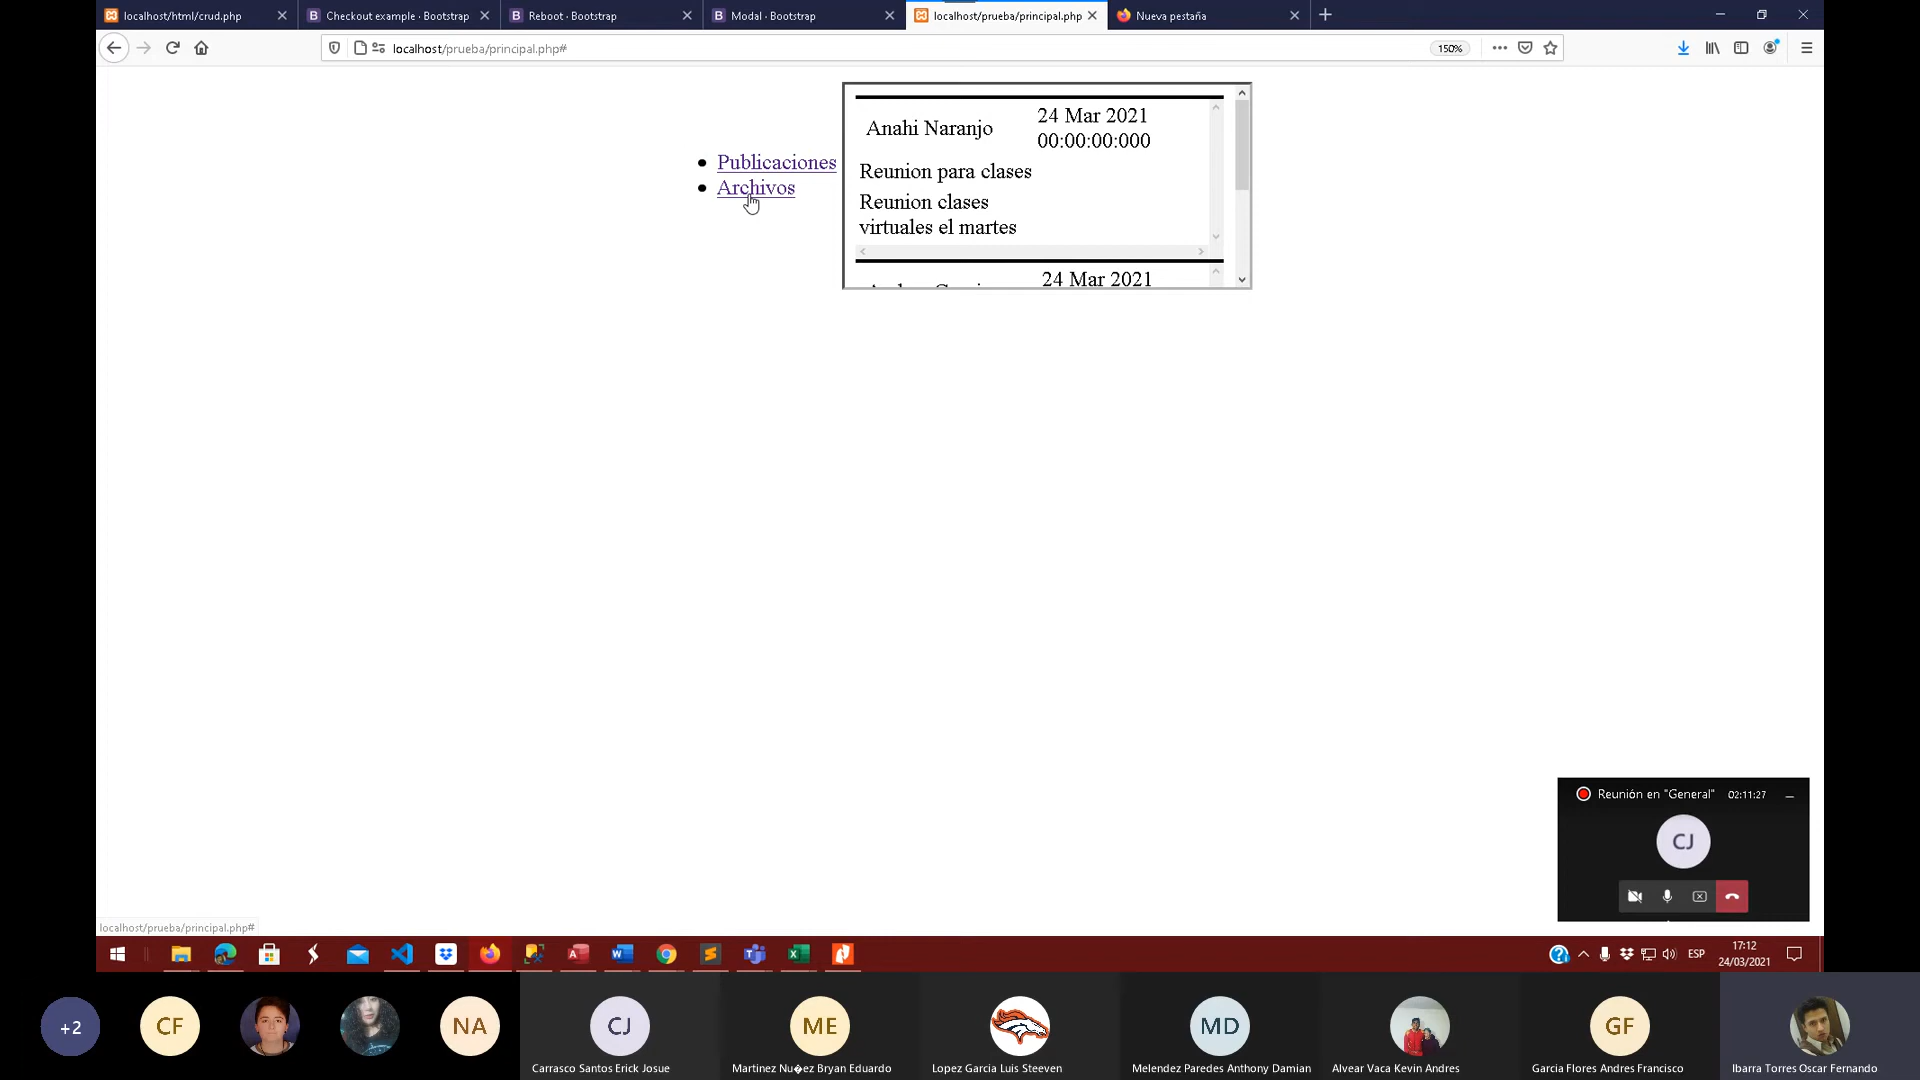 localhost/html/crud.php
Checkout example · Bootstrap
Reboot · Bootstrap
Modal · Bootstrap
localhost/prueba/principal.php
Nueva pestaña
localhost/prueba/principal.php#
150%
Publicaciones
Archivos
Anahi Naranjo
24 Mar 2021
00:00:00:000
Reunion para clases
Reunion clases
virtuales el martes
24 Mar 2021
Reunión en "General"
02:11:27
CJ
localhost/prueba/principal.php#
ESP
17:12
24/03/2021
+2
CF
NA
CJ
ME
MD
GF
Carrasco Santos Erick Josue
Martinez Nu�ez Bryan Eduardo
Lopez Garcia Luis Steeven
Melendez Paredes Anthony Damian
Alvear Vaca Kevin Andres
Garcia Flores Andres Francisco
Ibarra Torres Oscar Fernando